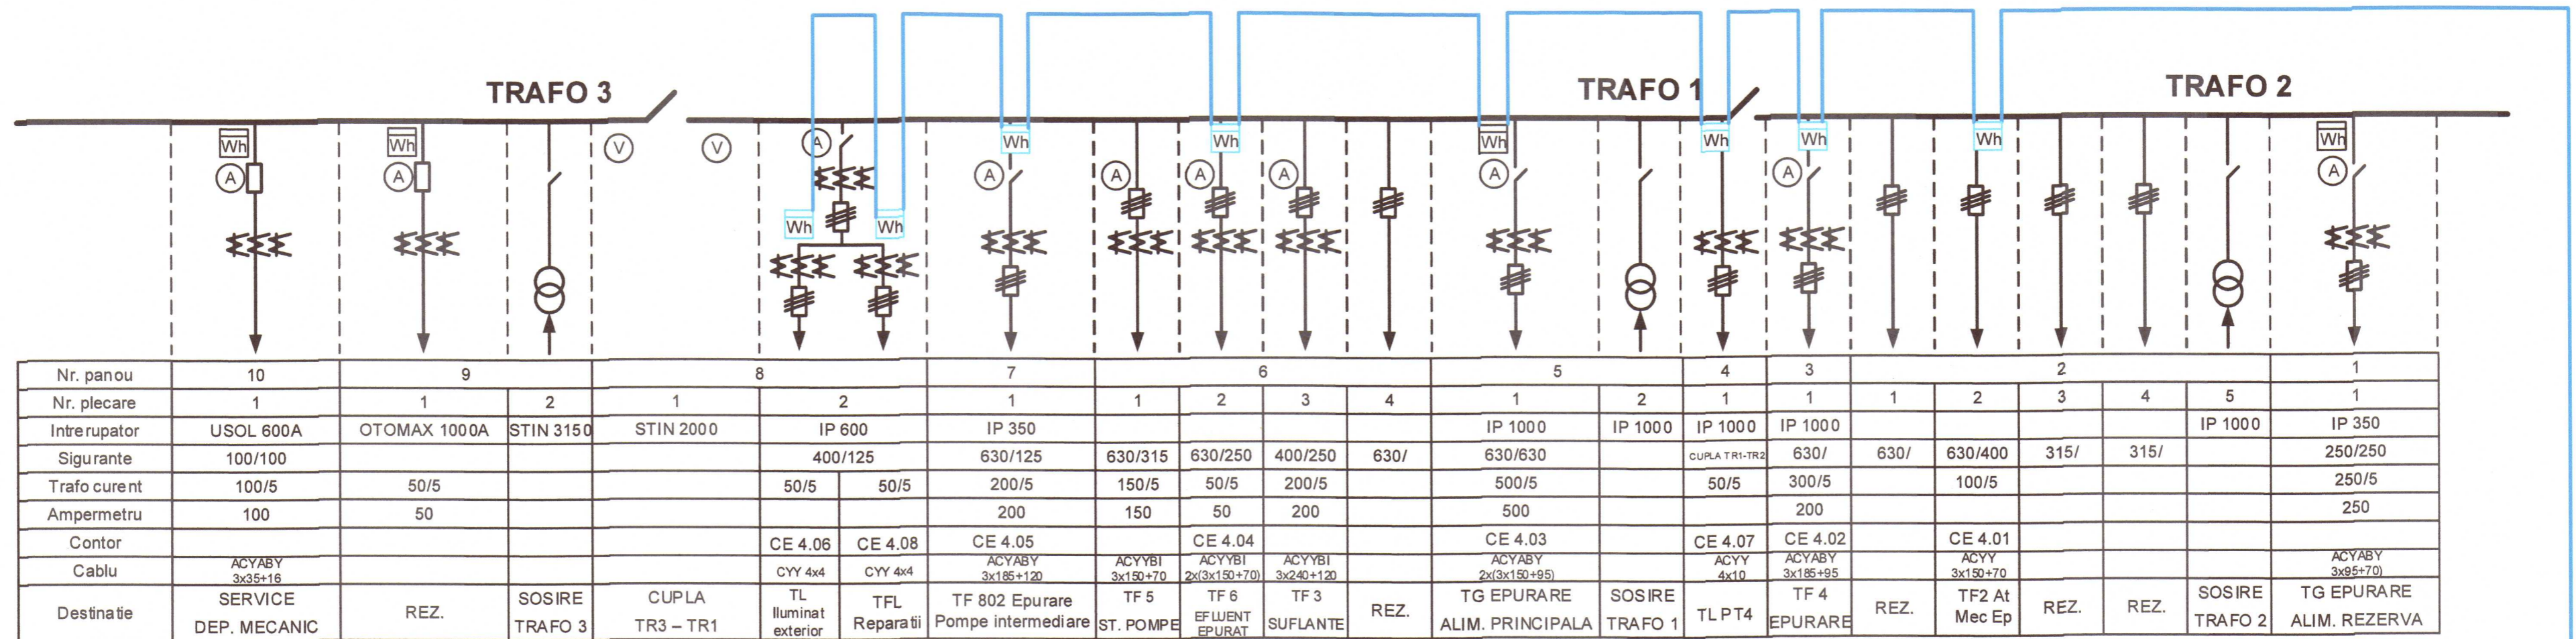 TRAFO 3
TRAFO 1
TRAFO 2
Wh Wh V V A Wh Wh Wh Wh Wh Wh Wh Wh
A A A A A A A A A
Wh Wh
Nr. panou 10 9 8 7 6 5 4 3 2 1
Nr. plecare 1 1 2 1 2 1 1 2 3 4 1 2 1 1 1 2 3 4 5 1
Intrerupator USOL 600A OTOMAX 1000A STIN 3150 STIN 2000 IP 600 IP 350 IP 1000 IP 1000 IP 1000 IP 1000 IP 1000 IP 350
Sigurante 100/100 400/125 630/125 630/315 630/250 400/250 630/ 630/630 CUPLA TR1-TR2 630/ 630/ 630/400 315/ 315/ 250/250
Trafo curent 100/5 50/5 50/5 50/5 200/5 150/5 50/5 200/5 500/5 50/5 300/5 100/5 250/5
Ampermetru 100 50 200 150 50 200 500 200 250
Contor CE 4.06 CE 4.08 CE 4.05 CE 4.04 CE 4.03 CE 4.07 CE 4.02 CE 4.01
Cablu
ACYABY
3x35+16
CYY 4x4
CYY 4x4
ACYABY
3x185+120
ACYYBI
3x150+70
ACYYBI
2x(3x150+70)
ACYYBI
3x240+120
ACYABY
2x(3x150+95)
ACYY
4x10
ACYABY
3x185+95
ACYY
3x150+70
ACYABY
3x95+70)
Destinatie
SERVICE
DEP. MECANIC
REZ.
SOSIRE
TRAFO 3
CUPLA
TR3 – TR1
TL
Iluminat
exterior
TFL
Reparatii
TF 802 Epurare
Pompe intermediare
TF 5
ST. POMPE
TF 6
EFLUENT
EPURAT
TF 3
SUFLANTE
REZ.
TG EPURARE
ALIM. PRINCIPALA
SOSIRE
TRAFO 1
TL PT4
TF 4
EPURARE
REZ.
TF2 At
Mec Ep
REZ.
REZ.
SOSIRE
TRAFO 2
TG EPURARE
ALIM. REZERVA